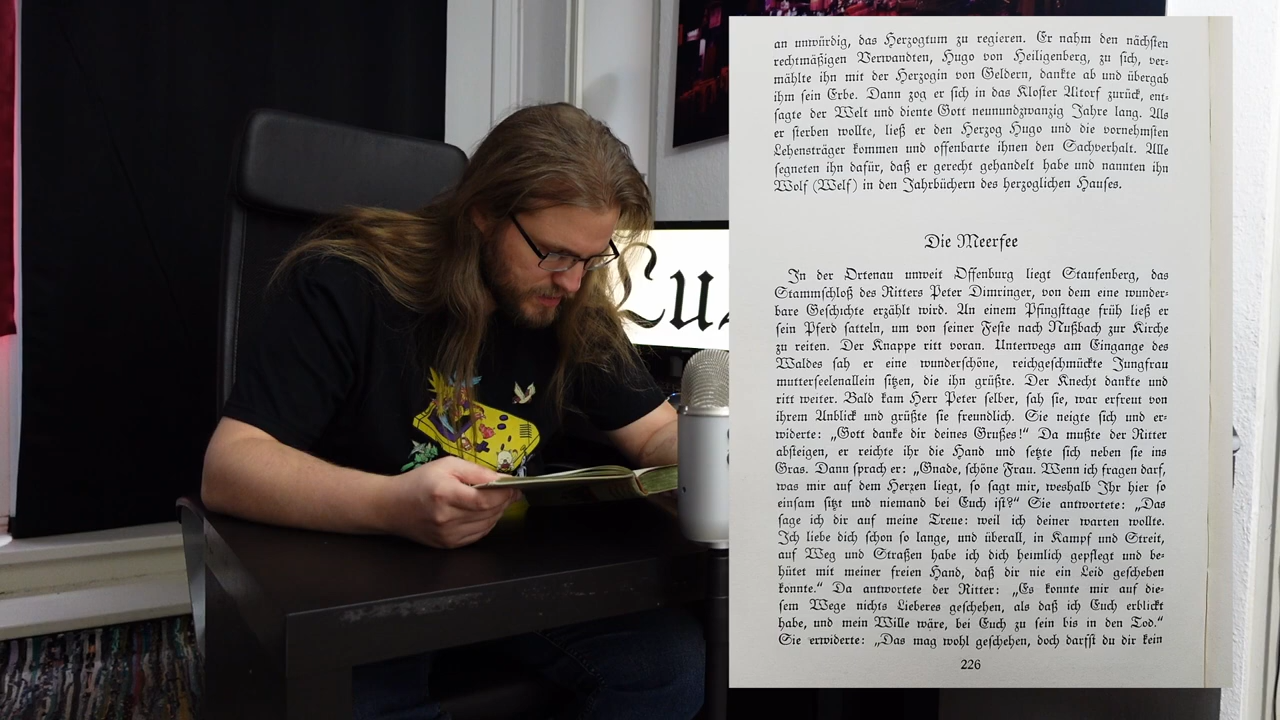 an unwürdig, das Herzogtum zu regieren. Er nahm den nächsten
rechtmäßigen Verwandten, Hugo von Heiligenberg, zu sich, ver-
mählte ihn mit der Herzogin von Geldern, dankte ab und übergab
ihm sein Erbe. Dann zog er sich in das Kloster Altorf zurück, ent-
sagte der Welt und diente Gott neunundzwanzig Jahre lang. Als
er sterben wollte, ließ er den Herzog Hugo und die vornehmsten
Lehensträger kommen und offenbarte ihnen den Sachverhalt. Alle
segneten ihn dafür, daß er gerecht gehandelt habe und nannten ihn
Wolf (Welf) in den Jahrbüchern des herzoglichen Hauses.
Die Meerfee
In der Ortenau unweit Offenburg liegt Staufenberg, das
Stammschloß des Ritters Peter Dimringer, von dem eine wunder-
bare Geschichte erzählt wird. An einem Pfingsttage früh ließ er
sein Pferd satteln, um von seiner Feste nach Nußbach zur Kirche
zu reiten. Der Knappe ritt voran. Unterwegs am Eingange des
Waldes sah er eine wunderschöne, reichgeschmückte Jungfrau
mutterseelenallein sitzen, die ihn grüßte. Der Knecht dankte und
ritt weiter. Bald kam Herr Peter selber, sah sie, war erfreut von
ihrem Anblick und grüßte sie freundlich. Sie neigte sich und er-
widerte: „Gott danke dir deines Grußes!“ Da mußte der Ritter
absteigen, er reichte ihr die Hand und setzte sich neben sie ins
Gras. Dann sprach er: „Gnade, schöne Frau. Wenn ich fragen darf,
was mir auf dem Herzen liegt, so sagt mir, weshalb Ihr hier so
einsam sitzt und niemand bei Euch ist?“ Sie antwortete: „Das
sage ich dir auf meine Treue: weil ich deiner warten wollte.
Ich liebe dich schon so lange, und überall, in Kampf und Streit,
auf Weg und Straßen habe ich dich heimlich gepflegt und be-
hütet mit meiner freien Hand, daß dir nie ein Leid geschehen
konnte.“ Da antwortete der Ritter: „Es konnte mir auf die-
sem Wege nichts Lieberes geschehen, als daß ich Euch erblickt
habe, und mein Wille wäre, bei Euch zu sein bis in den Tod.“
Sie erwiderte: „Das mag wohl geschehen, doch darfst du dir kein
226